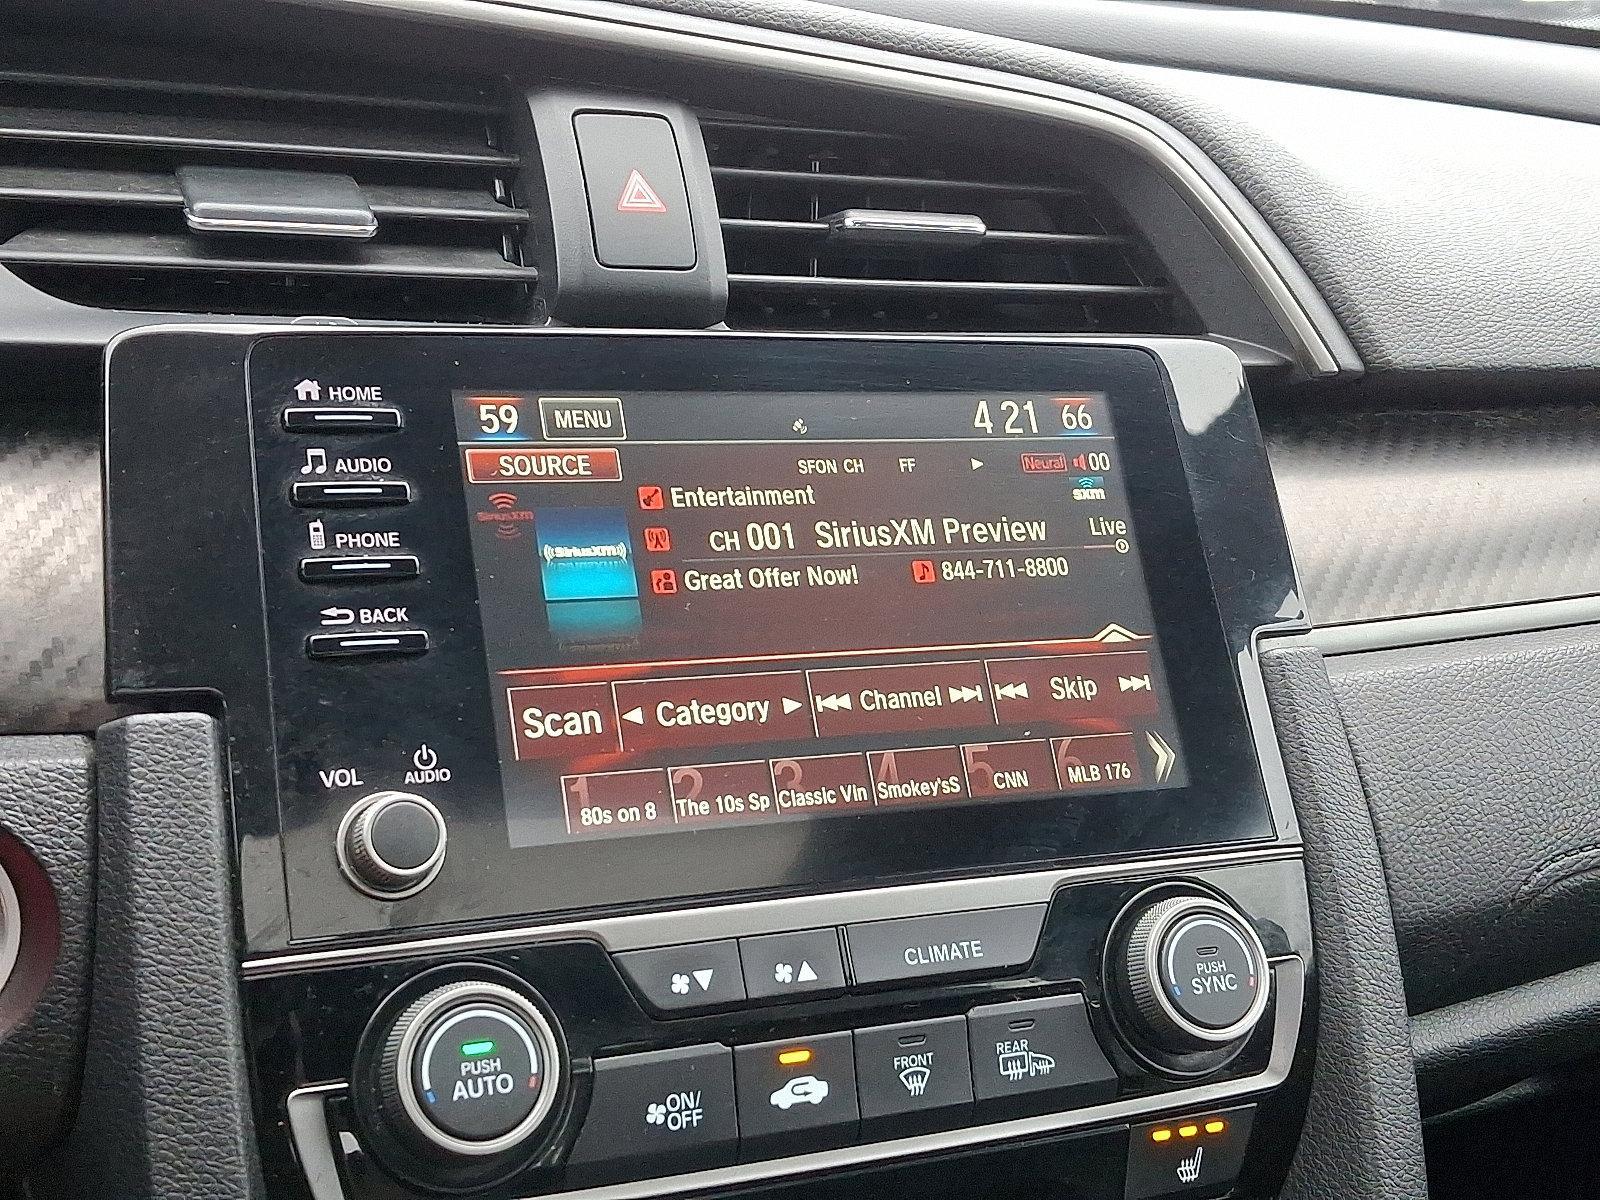 HOME
AUDIO
PHONE
BACK
VOL
AUDIO
59 MENU 4 21 66
SOURCE SFON CH FF Neural 00
SiriusXM
sxm
Entertainment
((SiriusXM))
CH 001 SiriusXM Preview Live
Great Offer Now! 844-711-8800
Scan Category Channel Skip
1 80s on 8
2 The 10s Sp
3 Classic Vin
4 Smokey'sS
5 CNN
6 MLB 176
CLIMATE
PUSH
SYNC
PUSH
AUTO
ON/
OFF
FRONT
REAR